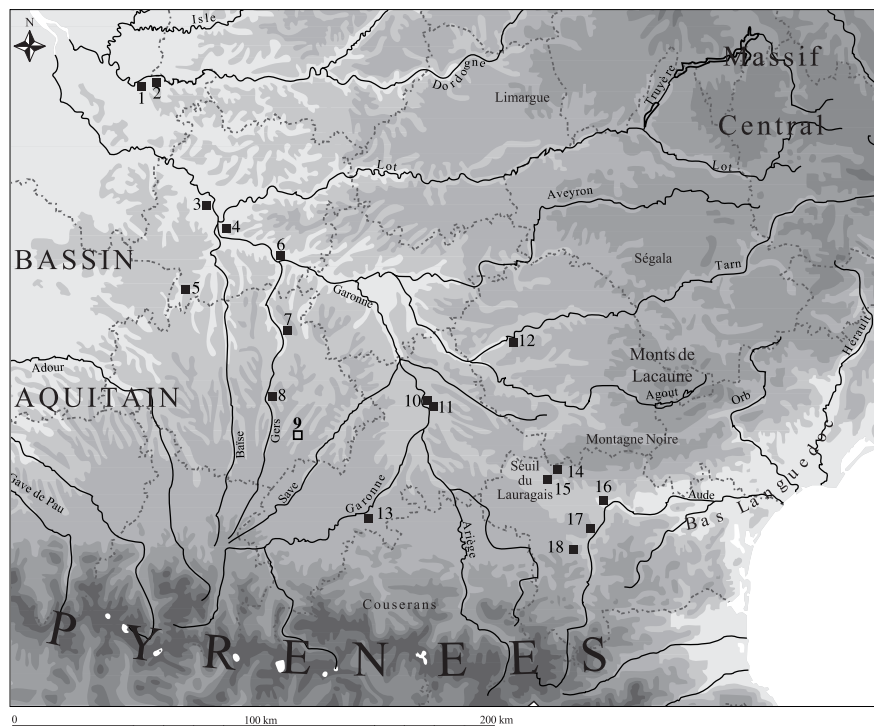 N
Isle
Dordogne
1
2
Limargue
Truyère
Massif
Central
Lot
Lot
Aveyron
3
4
BASSIN
6
Ségala
Tarn
5
Garonne
7
Hérault
12
Monts de
Lacaune
Adour
AQUITAIN
8
Agout
Orb
10
11
9
Gers
Baïse
Montagne Noire
Séuil
du
Lauragais
14
15
16
Aude
Bas Languedoc
Gave de Pau
Save
Garonne
13
Ariège
17
18
Couserans
PYRENEES
0
100 km
200 km